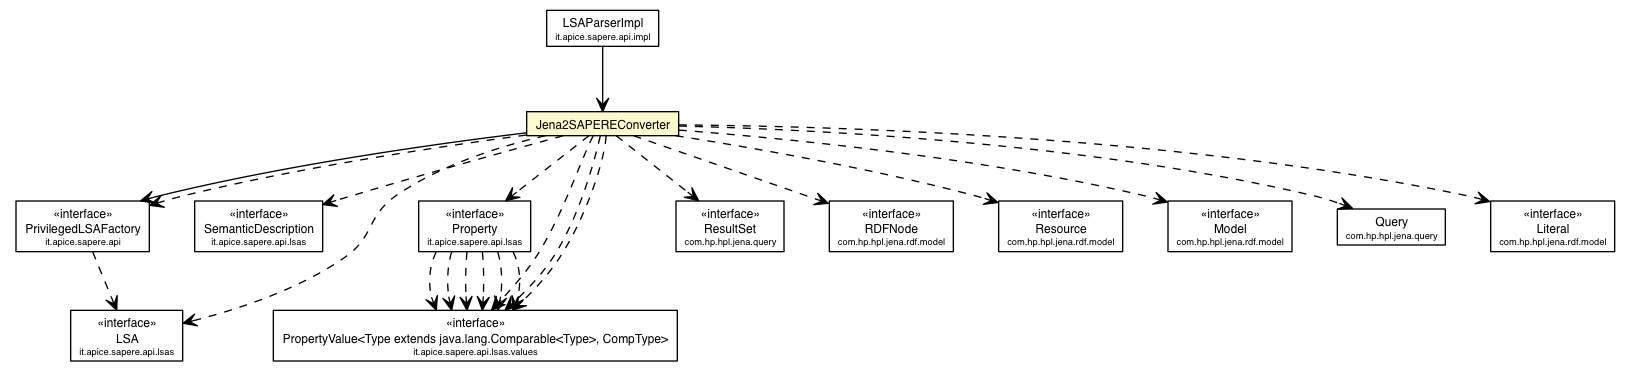 LSAParserImpl
it.apice.sapere.api.impl
Jena2SAPEREConverter
«interface»
PrivilegedLSAFactory
it.apice.sapere.api
«interface»
SemanticDescription
it.apice.sapere.api.lsas
«interface»
Property
it.apice.sapere.api.lsas
«interface»
ResultSet
com.hp.hpl.jena.query
«interface»
RDFNode
com.hp.hpl.jena.rdf.model
«interface»
Resource
com.hp.hpl.jena.rdf.model
«interface»
Model
com.hp.hpl.jena.rdf.model
Query
com.hp.hpl.jena.query
«interface»
Literal
com.hp.hpl.jena.rdf.model
«interface»
LSA
it.apice.sapere.api.lsas
«interface»
PropertyValue<Type extends java.lang.Comparable<Type>, CompType>
it.apice.sapere.api.lsas.values